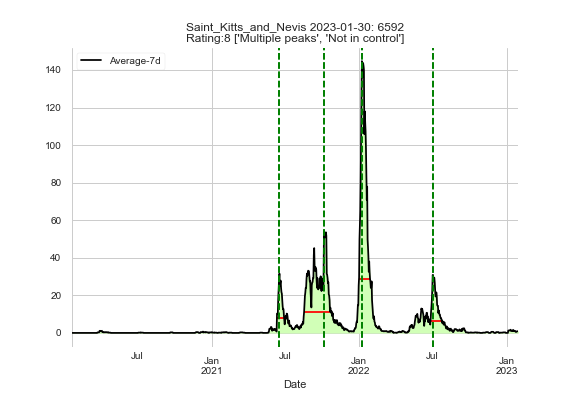 Saint_Kitts_and_Nevis 2023-01-30: 6592
Rating:8 ['Multiple peaks', 'Not in control']
Average-7d
140
120
100
80
60
40
20
0
Jul
Jan
2021
Jul
Jan
2022
Jul
Jan
2023
Date